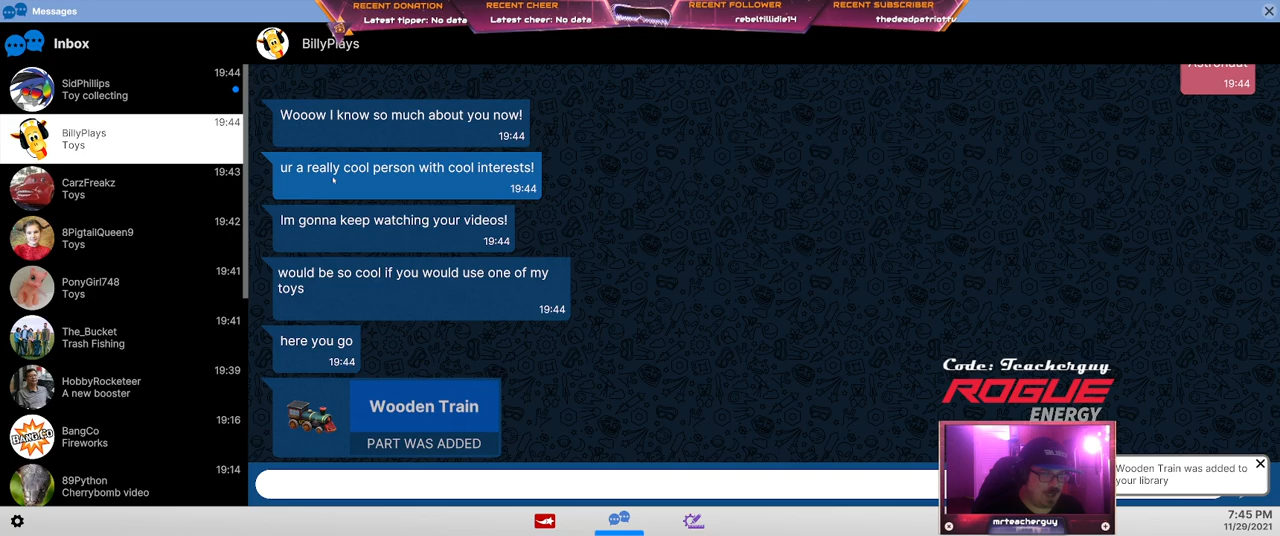 Messages
RECENT DONATION
Latest tipper: No data
RECENT CHEER
Latest cheer: No data
RECENT FOLLOWER
rebeltillidie14
RECENT SUBSCRIBER
thedeadpatriottv
Inbox
BillyPlays
SidPhillips
Toy collecting
19:44
BillyPlays
Toys
19:44
CarzFreakz
Toys
19:43
8PigtailQueen9
Toys
19:42
PonyGirl748
Toys
19:41
The_Bucket
Trash Fishing
19:41
HobbyRocketeer
A new booster
19:39
BangCo
Fireworks
19:16
BANG.CO
89Python
Cherrybomb video
19:14
Astronaut
19:44
Wooow I know so much about you now!
19:44
ur a really cool person with cool interests!
19:44
Im gonna keep watching your videos!
19:44
would be so cool if you would use one of my
toys
19:44
here you go
19:44
Wooden Train
PART WAS ADDED
Code: Teacherguy
ROGUE
ENERGY
mrteacherguy
Wooden Train was added to
your library
7:45 PM
11/29/2021